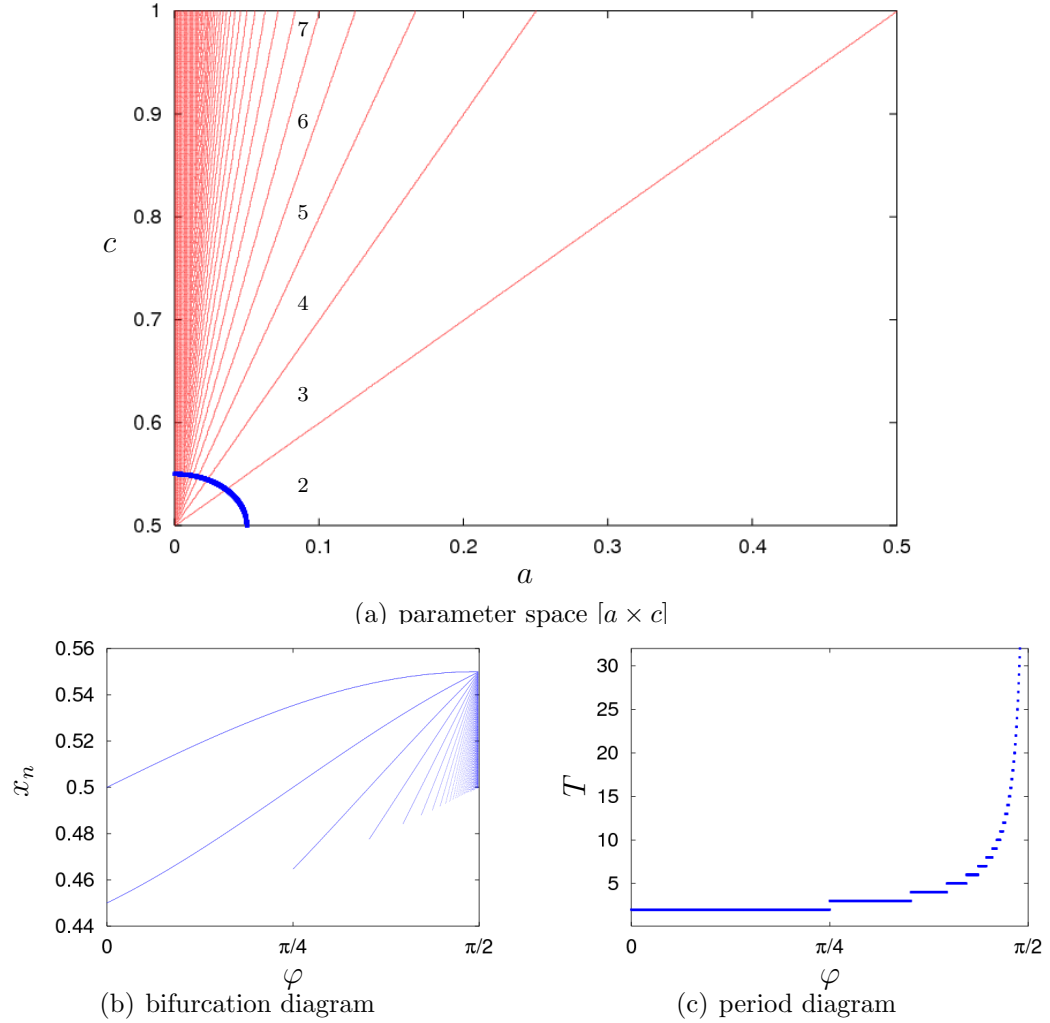 1
0.9
0.8
c
0.7
0.6
0.5
7
6
5
4
3
2
0 0.1 0.2 0.3 0.4 0.5
a
(a) parameter space [a × c]
0.56
0.54
0.52
0.5
0.48
0.46
0.44
xₙ
0 π/4 π/2
φ
(b) bifurcation diagram
30
25
20
15
10
5
T
0 π/4 π/2
φ
(c) period diagram